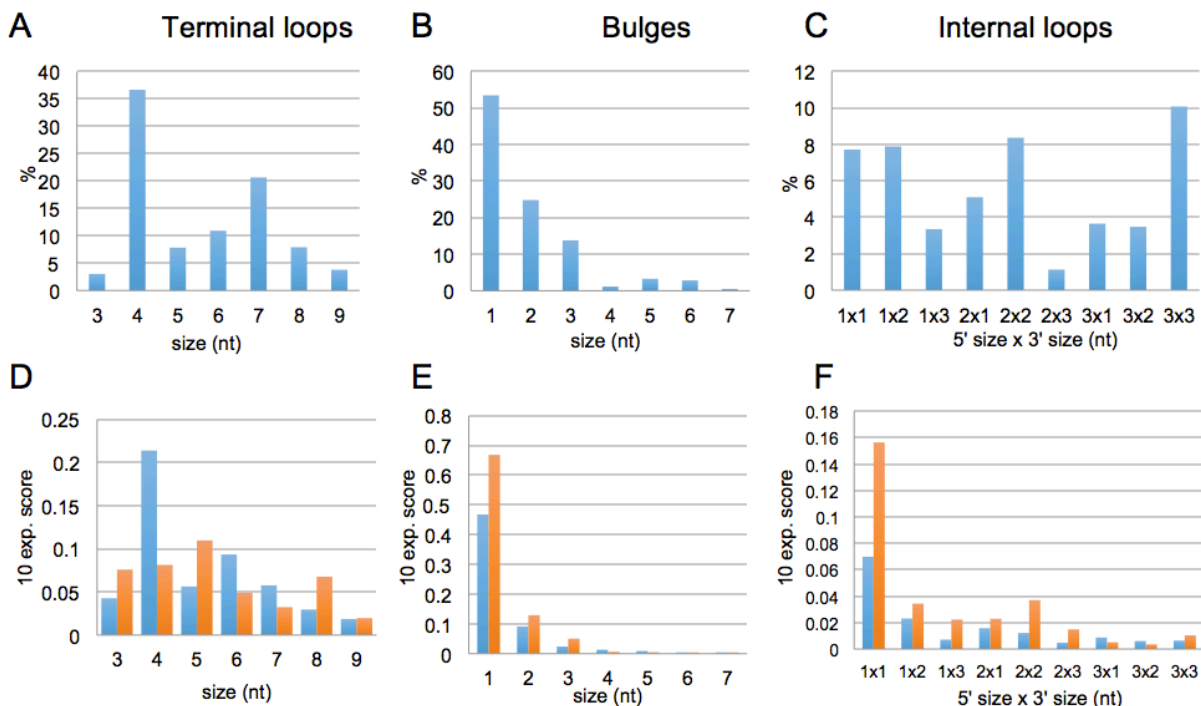 A Terminal loops
40
35
30
25
20
15
10
5
0
%
3 4 5 6 7 8 9
size (nt)
B Bulges
60
50
40
30
20
10
0
%
1 2 3 4 5 6 7
size (nt)
C Internal loops
12
10
8
6
4
2
0
%
1x1 1x2 1x3 2x1 2x2 2x3 3x1 3x2 3x3
5' size x 3' size (nt)
D
0.25
0.2
0.15
0.1
0.05
0
10 exp. score
3 4 5 6 7 8 9
size (nt)
E
0.8
0.7
0.6
0.5
0.4
0.3
0.2
0.1
0
10 exp. score
1 2 3 4 5 6 7
size (nt)
F
0.18
0.16
0.14
0.12
0.1
0.08
0.06
0.04
0.02
0
10 exp. score
1x1 1x2 1x3 2x1 2x2 2x3 3x1 3x2 3x3
5' size x 3' size (nt)